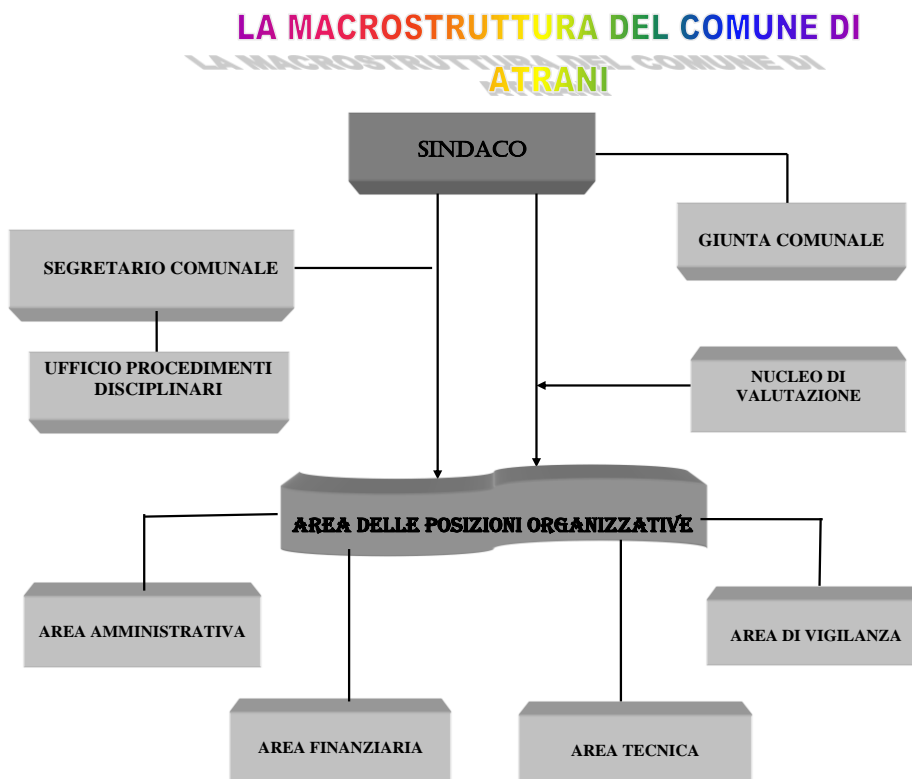 LA MACROSTRUTTURA DEL COMUNE DI
ATRANI
SINDACO
GIUNTA COMUNALE
SEGRETARIO COMUNALE
UFFICIO PROCEDIMENTI
DISCIPLINARI
NUCLEO DI
VALUTAZIONE
AREA DELLE POSIZIONI ORGANIZZATIVE
AREA AMMINISTRATIVA
AREA DI VIGILANZA
AREA FINANZIARIA
AREA TECNICA